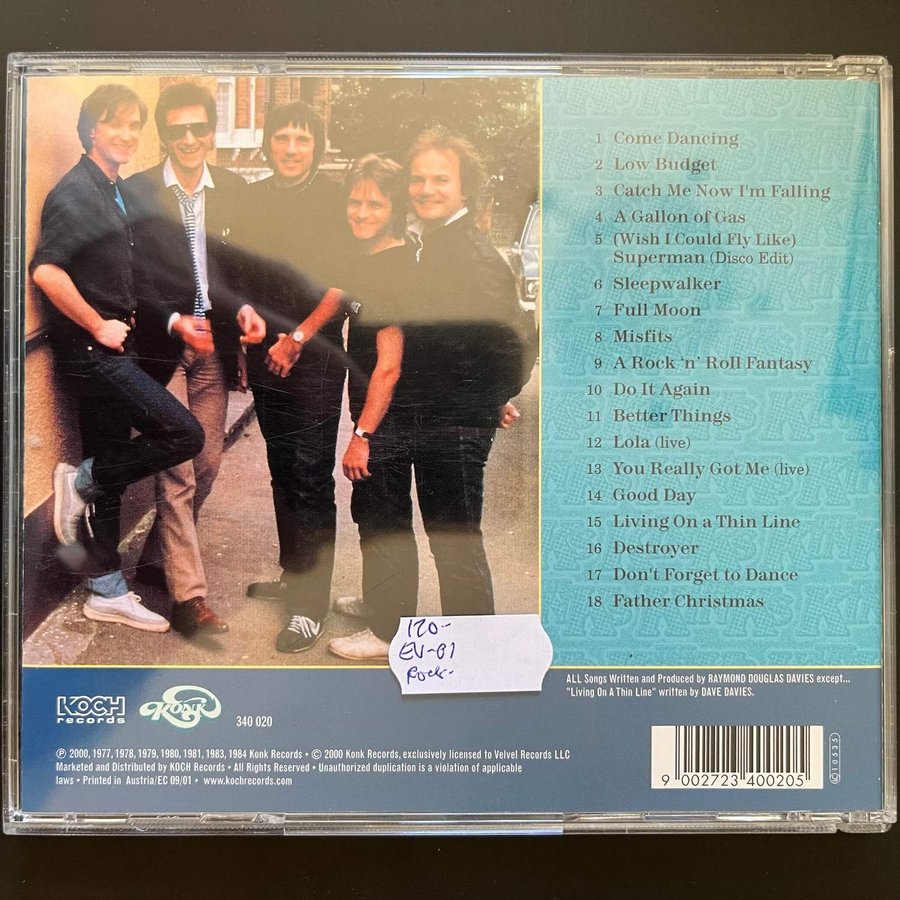 1 Come Dancing
2 Low Budget
3 Catch Me Now I'm Falling
4 A Gallon of Gas
5 (Wish I Could Fly Like)
Superman (Disco Edit)
6 Sleepwalker
7 Full Moon
8 Misfits
9 A Rock 'n' Roll Fantasy
10 Do It Again
11 Better Things
12 Lola (live)
13 You Really Got Me (live)
14 Good Day
15 Living On a Thin Line
16 Destroyer
17 Don't Forget to Dance
18 Father Christmas
120-
EV-81
Rock-
ALL Songs Written and Produced by RAYMOND DOUGLAS DAVIES except...
"Living On A Thin Line" written by DAVE DAVIES.
KOCH
records
KONK
340 020
℗ 2000, 1977, 1978, 1979, 1980, 1981, 1983, 1984 Konk Records • © 2000 Konk Records, exclusively licensed to Velvel Records LLC
Marketed and Distributed by KOCH Records • All Rights Reserved • Unauthorized duplication is a violation of applicable
laws • Printed in Austria/EC 09/01 • www.kochrecords.com
9 002723 400205
10535